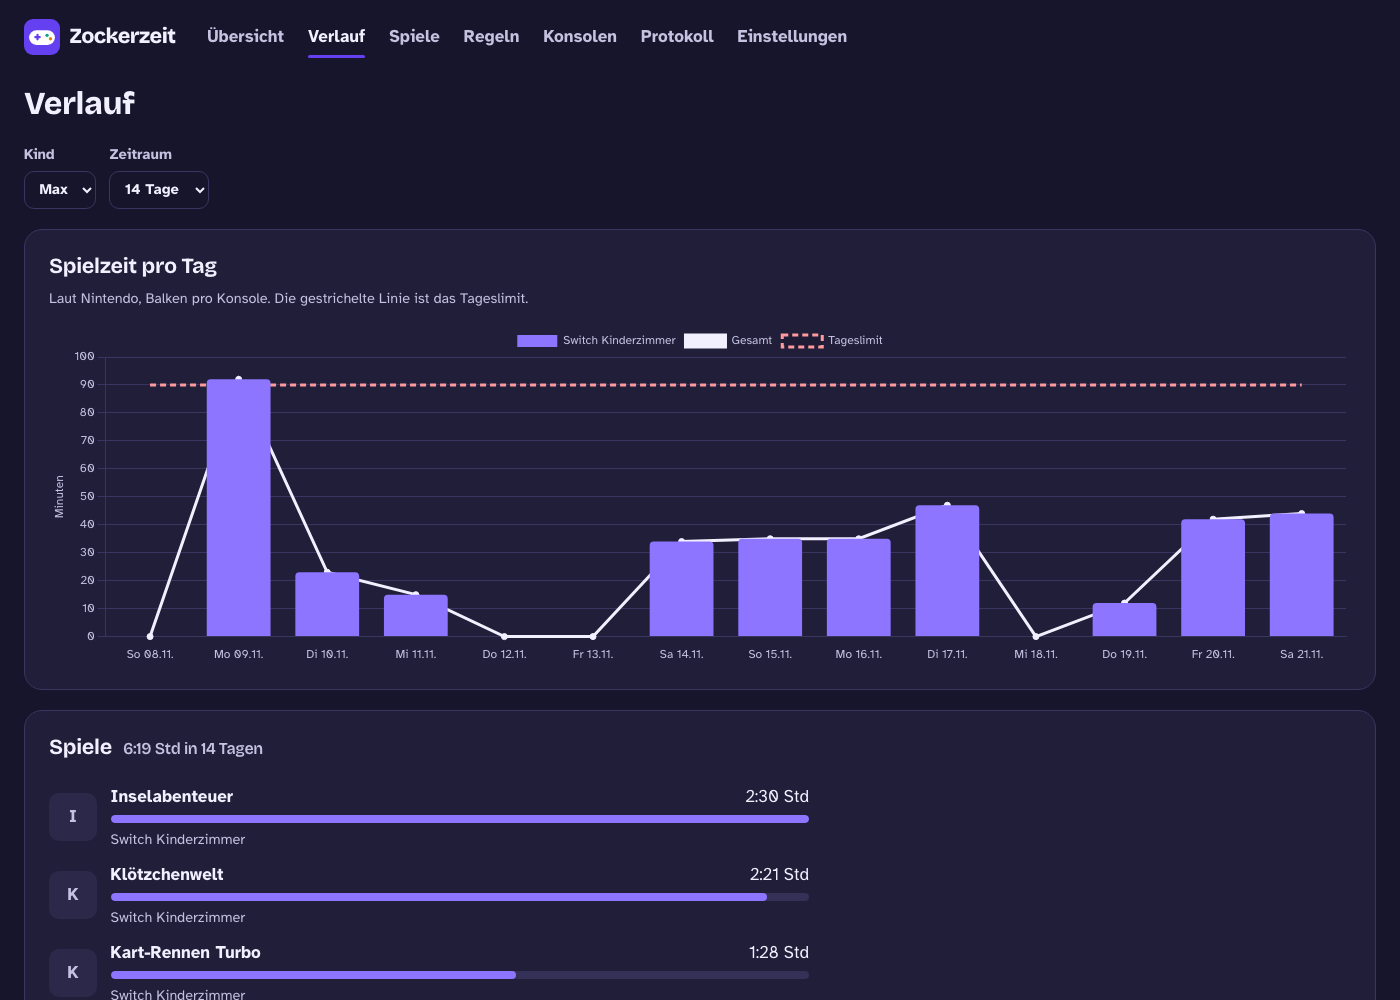 Zockerzeit Übersicht Verlauf Spiele Regeln Konsolen Protokoll Einstellungen
Verlauf
Kind Zeitraum
Max 14 Tage
Spielzeit pro Tag
Laut Nintendo, Balken pro Konsole. Die gestrichelte Linie ist das Tageslimit.
Switch Kinderzimmer Gesamt Tageslimit
100
90
80
70
60
50
40
30
20
10
0
Minuten
So 08.11. Mo 09.11. Di 10.11. Mi 11.11. Do 12.11. Fr 13.11. Sa 14.11. So 15.11. Mo 16.11. Di 17.11. Mi 18.11. Do 19.11. Fr 20.11. Sa 21.11.
Spiele 6:19 Std in 14 Tagen
I Inselabenteuer 2:30 Std
Switch Kinderzimmer
K Klötzchenwelt 2:21 Std
Switch Kinderzimmer
K Kart-Rennen Turbo 1:28 Std
Switch Kinderzimmer